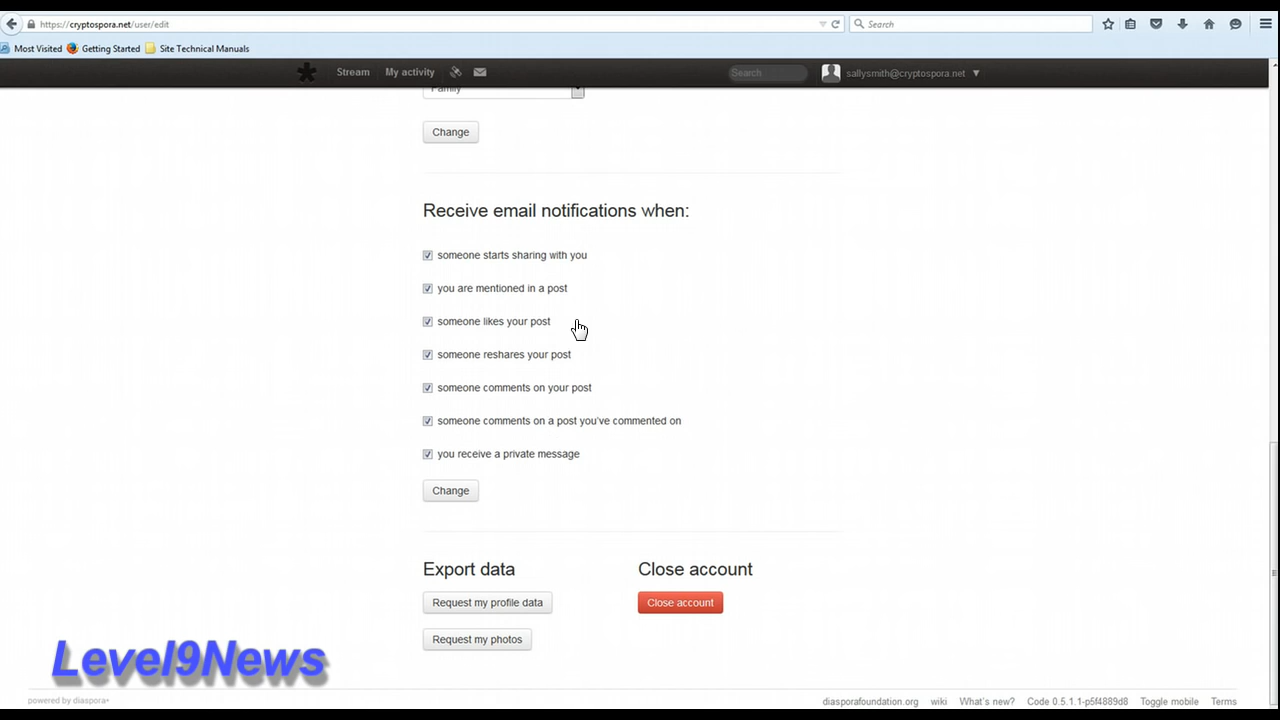 https://cryptospora.net/user/edit
Search
Most Visited Getting Started Site Technical Manuals
Stream My activity Search sallysmith@cryptospora.net
Family
Change
Receive email notifications when:
someone starts sharing with you
you are mentioned in a post
someone likes your post
someone reshares your post
someone comments on your post
someone comments on a post you've commented on
you receive a private message
Change
Export data Close account
Request my profile data Close account
Request my photos
Level9News
powered by diaspora* diasporafoundation.org wiki What's new? Code 0.5.1.1-p5f4889d8 Toggle mobile Terms